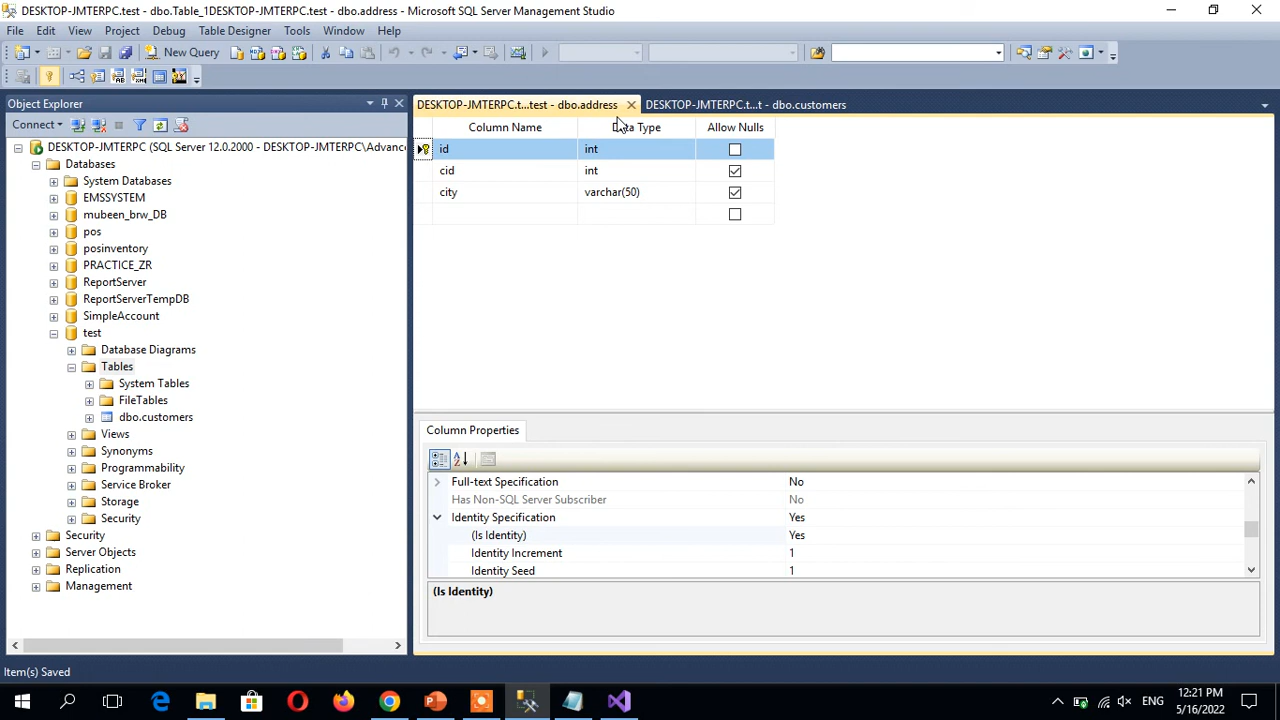 DESKTOP-JMTERPC.test - dbo.Table_1DESKTOP-JMTERPC.test - dbo.address - Microsoft SQL Server Management Studio
File Edit View Project Debug Table Designer Tools Window Help
New Query
Object Explorer
Connect
DESKTOP-JMTERPC (SQL Server 12.0.2000 - DESKTOP-JMTERPC\Advance
Databases
System Databases
EMSSYSTEM
mubeen_brw_DB
pos
posinventory
PRACTICE_ZR
ReportServer
ReportServerTempDB
SimpleAccount
test
Database Diagrams
Tables
System Tables
FileTables
dbo.customers
Views
Synonyms
Programmability
Service Broker
Storage
Security
Security
Server Objects
Replication
Management
DESKTOP-JMTERPC.t...test - dbo.address DESKTOP-JMTERPC.t...t - dbo.customers
Column Name Data Type Allow Nulls
id int
cid int
city varchar(50)
Column Properties
Full-text Specification No
Has Non-SQL Server Subscriber No
Identity Specification Yes
(Is Identity) Yes
Identity Increment 1
Identity Seed 1
(Is Identity)
Item(s) Saved
ENG
12:21 PM
5/16/2022